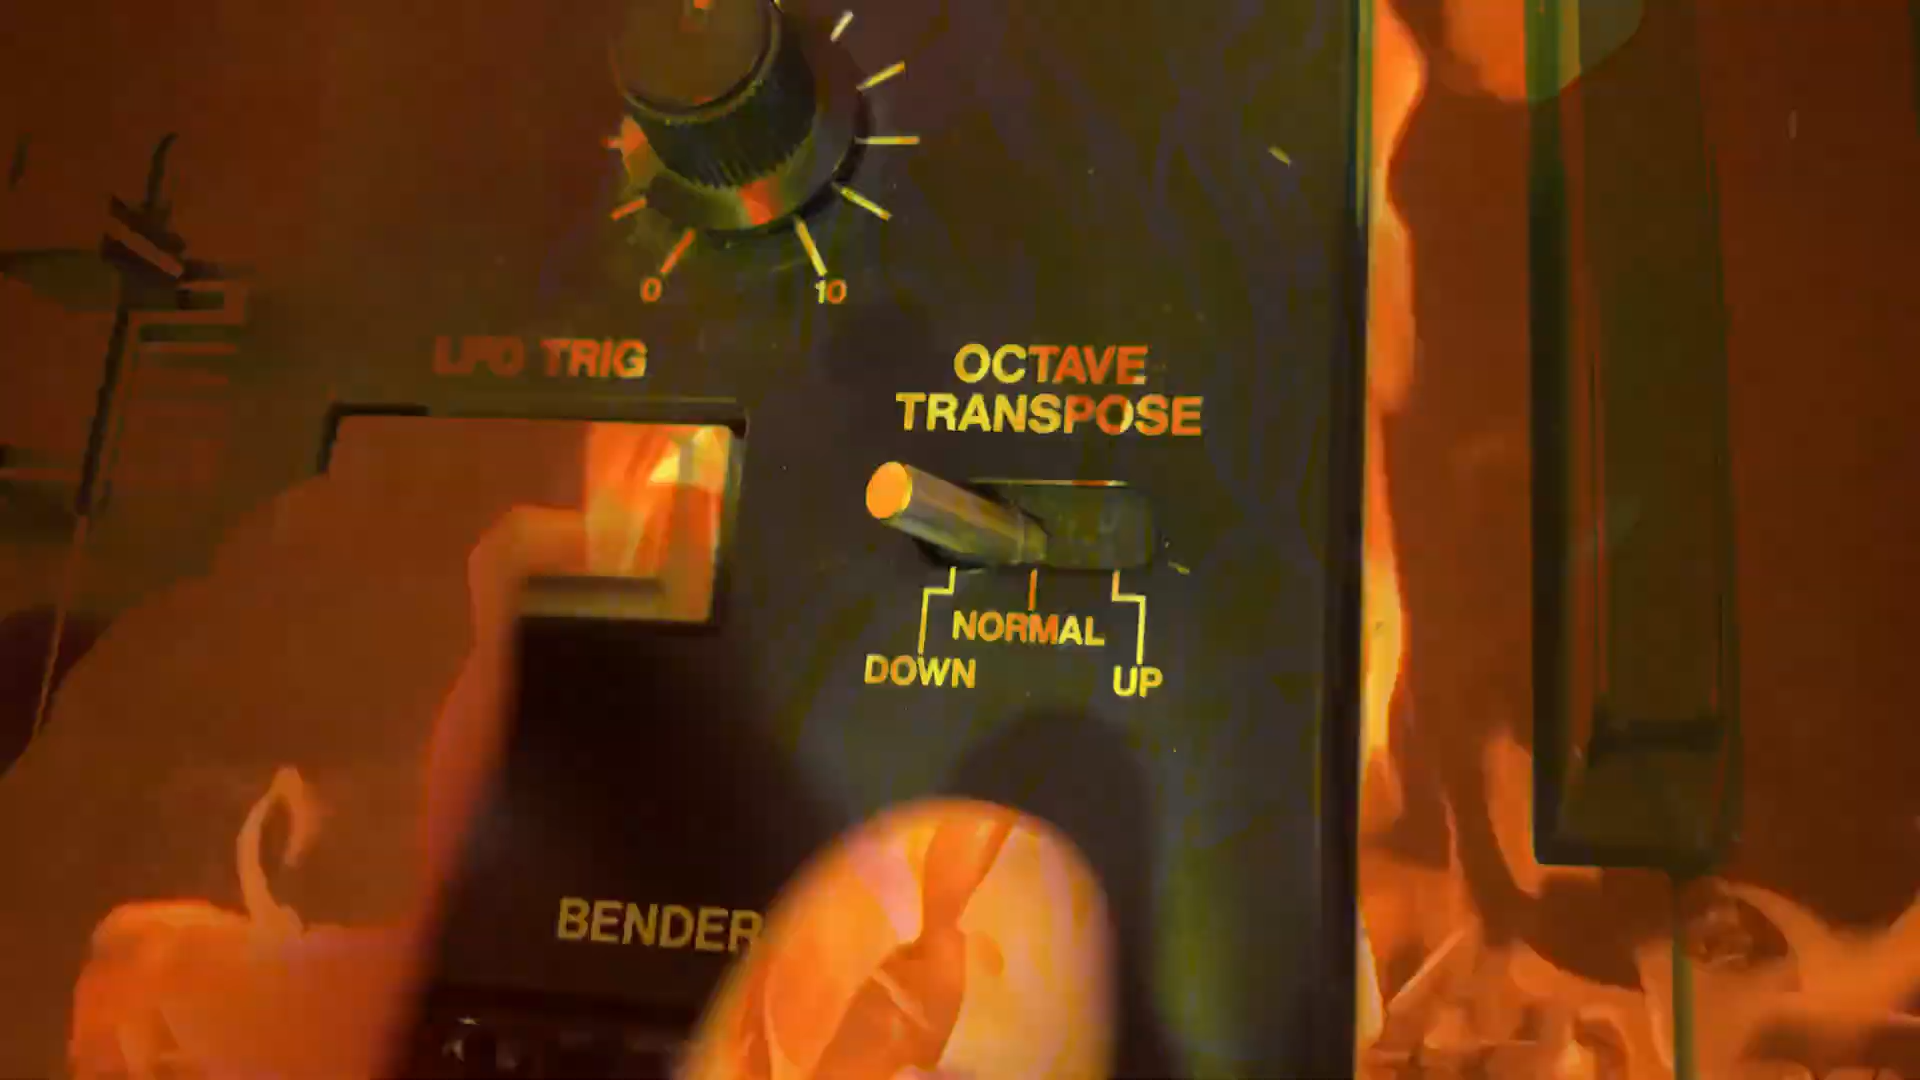 0 10
LFO TRIG
OCTAVE
TRANSPOSE
NORMAL
DOWN UP
BENDER